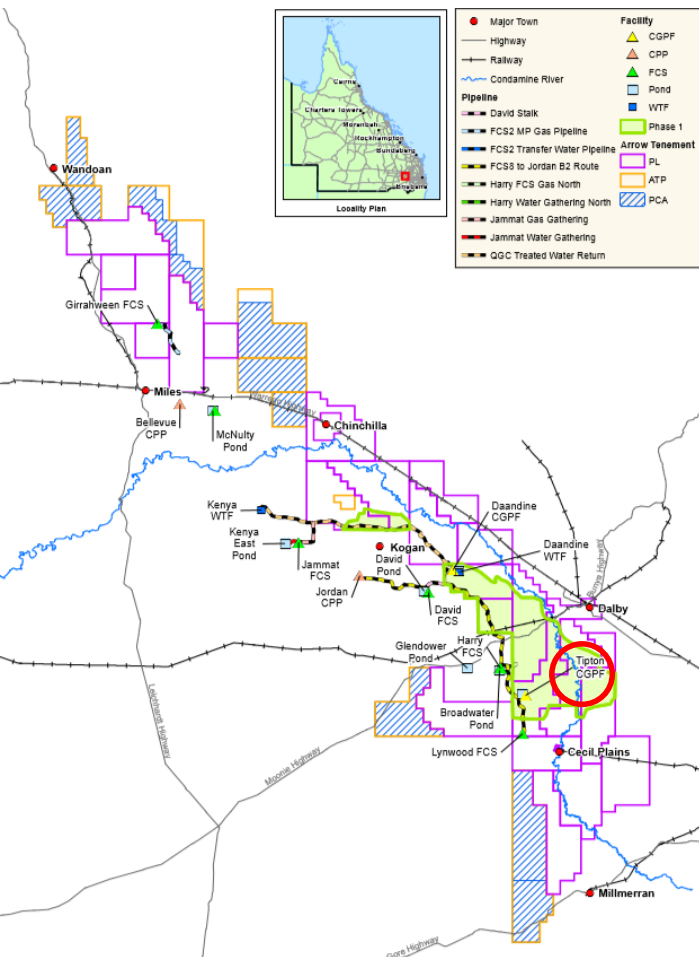 Major Town
Highway
Railway
Condamine River
Pipeline
David Stalk
FCS2 MP Gas Pipeline
FCS2 Transfer Water Pipeline
FCS8 to Jordan B2 Route
Harry FCS Gas North
Harry Water Gathering North
Jammat Gas Gathering
Jammat Water Gathering
QGC Treated Water Return
Facility
CGPF
CPP
FCS
Pond
WTF
Phase 1
Arrow Tenement
PL
ATP
PCA
Cairns
Charters Towers
Rockhampton
Bundaberg
Brisbane
Locality Plan
Wandoan
Girrahween FCS
Miles
Bellevue
CPP
McNulty
Pond
Chinchilla
Kenya
WTF
Kenya
East
Pond
Jammat
FCS
Jordan
CPP
Kogan
David
Pond
David
FCS
Daandine
CGPF
Daandine
WTF
Bunya Highway
Dalby
Glendower
Pond
Harry
FCS
Tipton
CGPF
Broadwater
Pond
Lynwood FCS
Cecil Plains
Leichhardt Highway
Moonie Highway
Millmerran
Gore Highway